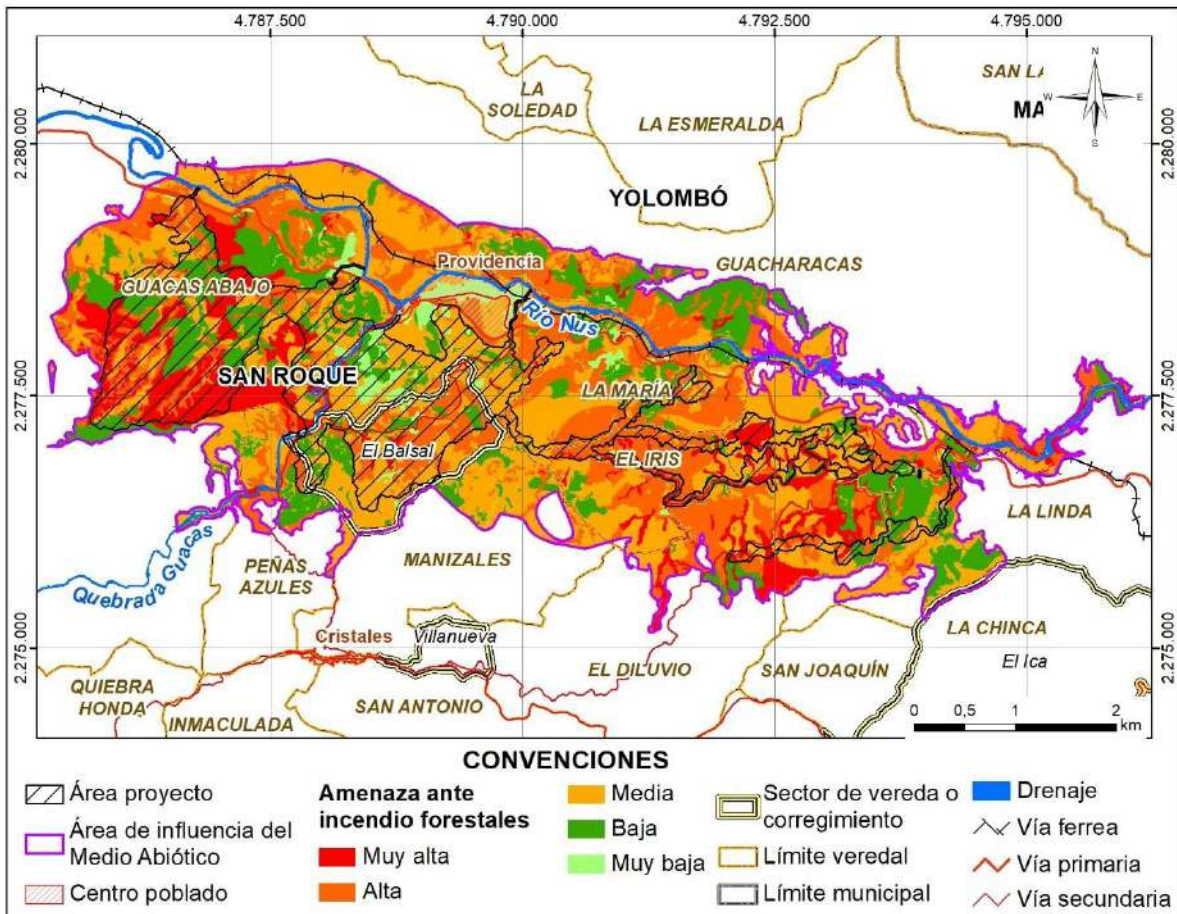 4.787.500 4.790.000 4.792.500 4.795.000
N
W E
S
2.280.000 2.280.000
LA
SOLEDAD
SAN LA
MA
LA ESMERALDA
YOLOMBÓ
GUACHARACAS
Providencia
GUACAS ABAJO
Río Nus
SAN ROQUE
LA MARÍA
2.277.500 2.277.500
El Balsal
EL IRIS
LA LINDA
PEÑAS
AZULES
MANIZALES
Quebrada Guacas
Cristales
Villanueva
LA CHINCA
2.275.000 2.275.000
El Ica
EL DILUVIO
SAN JOAQUÍN
QUIEBRA
HONDA
SAN ANTONIO
INMACULADA
0 0,5 1 2
km
CONVENCIONES
Área proyecto
Área de influencia del
Medio Abiótico
Centro poblado
Amenaza ante
incendio forestales
Muy alta
Alta
Media
Baja
Muy baja
Sector de vereda o
corregimiento
Límite veredal
Límite municipal
Drenaje
Vía ferrea
Vía primaria
Vía secundaria